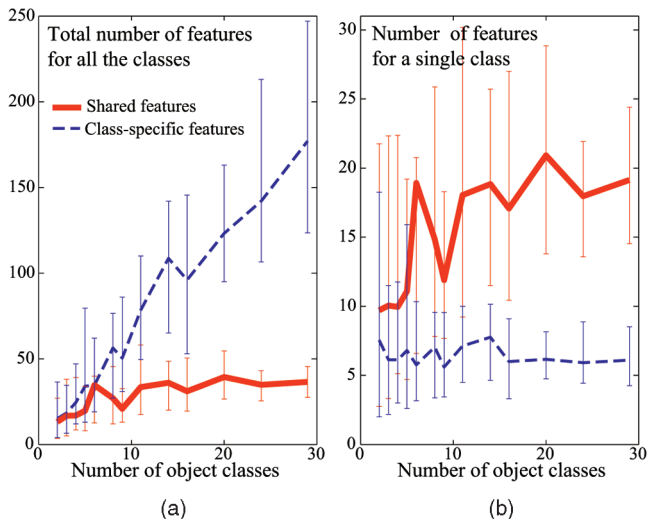 Total number of features
for all the classes
Shared features
Class-specific features
250
200
150
100
50
0
0
10
20
30
Number of object classes
(a)
Number of features
for a single class
30
25
20
15
10
5
0
0
10
20
30
Number of object classes
(b)